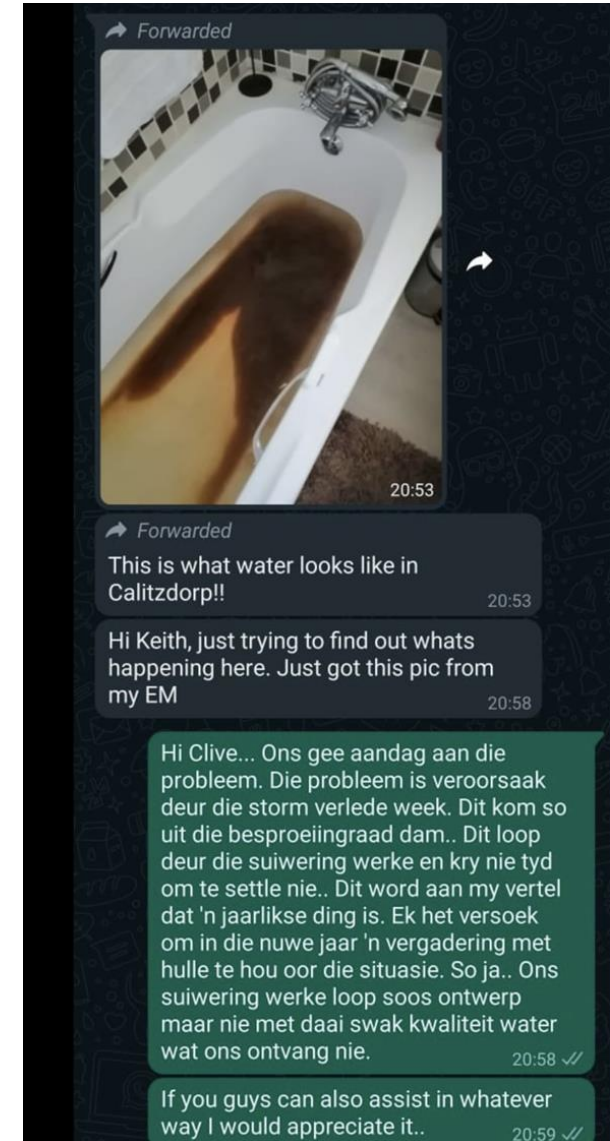 Forwarded
20:53
Forwarded
This is what water looks like in
Calitzdorp!!
20:53
Hi Keith, just trying to find out whats
happening here. Just got this pic from
my EM
20:58
Hi Clive... Ons gee aandag aan die
probleem. Die probleem is veroorsaak
deur die storm verlede week. Dit kom so
uit die besproeiingraad dam.. Dit loop
deur die suiwering werke en kry nie tyd
om te settle nie.. Dit word aan my vertel
dat 'n jaarlikse ding is. Ek het versoek
om in die nuwe jaar 'n vergadering met
hulle te hou oor die situasie. So ja.. Ons
suiwering werke loop soos ontwerp
maar nie met daai swak kwaliteit water
wat ons ontvang nie.
20:58
If you guys can also assist in whatever
way I would appreciate it..
20:59